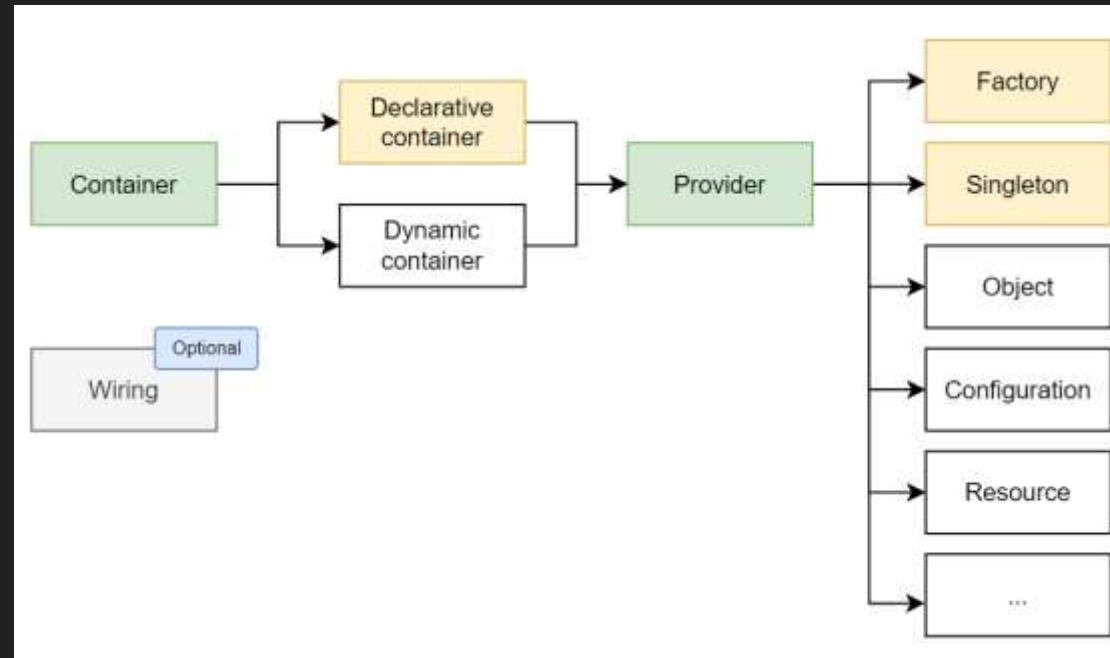 Container
Declarative
container
Dynamic
container
Provider
Factory
Singleton
Object
Configuration
Resource
...
Optional
Wiring